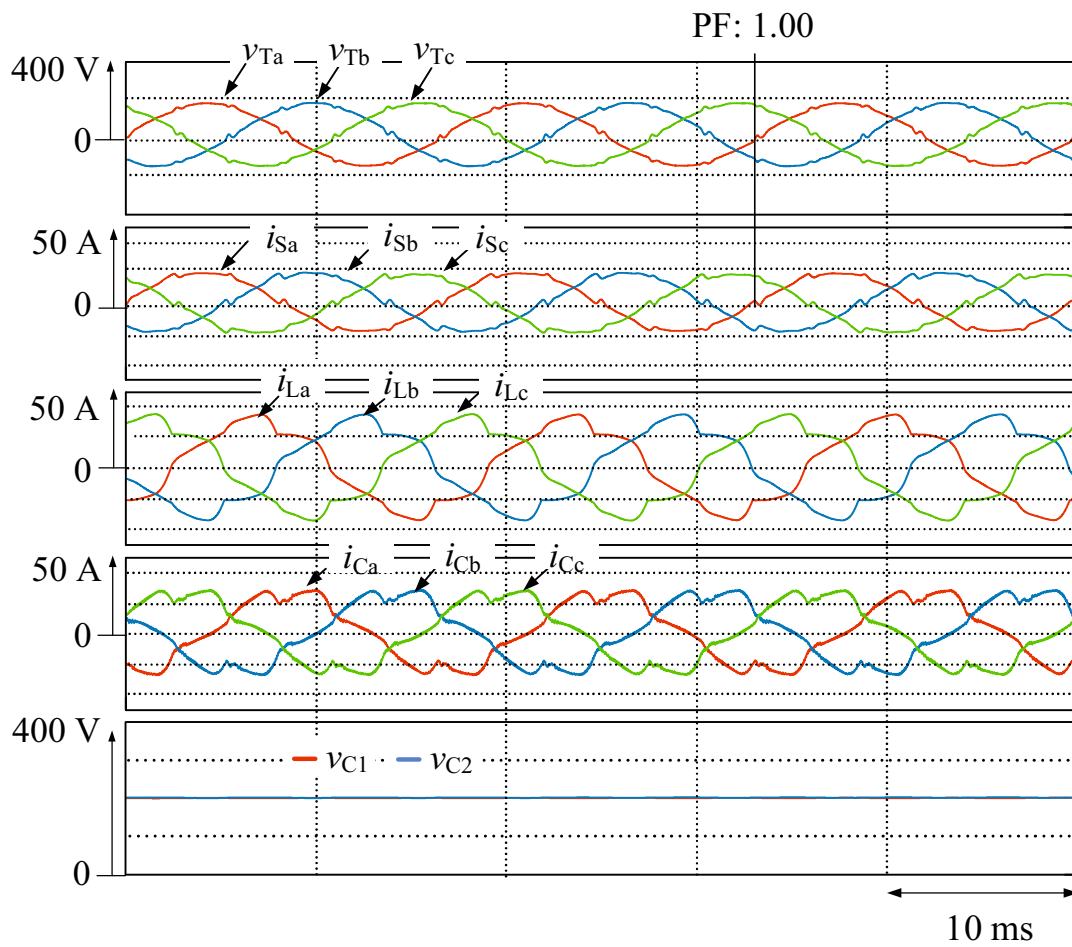 PF: 1.00
vTa vTb vTc
400 V
0
iSa iSb iSc
50 A
0
iLa iLb iLc
50 A
0
iCa iCb iCc
50 A
0
400 V
vC1 vC2
0
10 ms